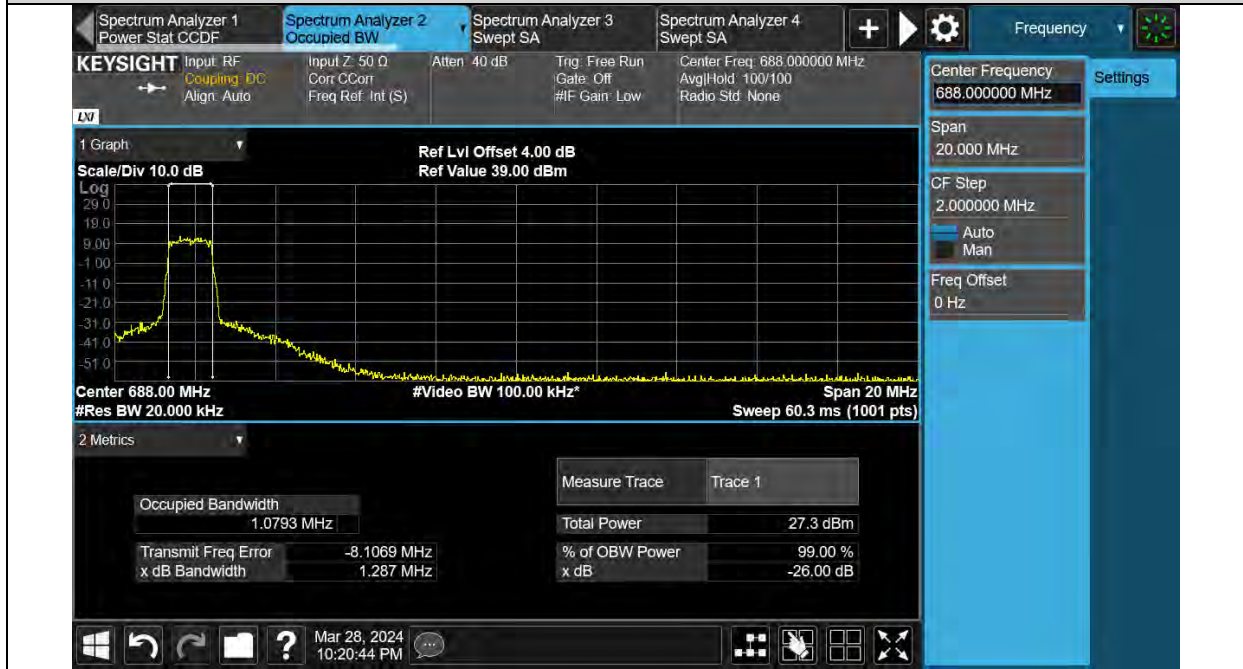 Spectrum Analyzer 1
Power Stat CCDF
Spectrum Analyzer 2
Occupied BW
Spectrum Analyzer 3
Swept SA
Spectrum Analyzer 4
Swept SA
+
Frequency
KEYSIGHT
Input: RF
Coupling: DC
Align: Auto
Input Z: 50 Ω
Corr CCorr
Freq Ref: Int (S)
Atten: 40 dB
Trig: Free Run
Gate: Off
#IF Gain: Low
Center Freq: 688.000000 MHz
Avg|Hold: 100/100
Radio Std: None
LXI
Center Frequency
688.000000 MHz
Settings
Span
20.000 MHz
CF Step
2.000000 MHz
Auto
Man
Freq Offset
0 Hz
1 Graph
Scale/Div 10.0 dB
Ref Lvl Offset 4.00 dB
Ref Value 39.00 dBm
Log
29.0
19.0
9.00
-1.00
-11.0
-21.0
-31.0
-41.0
-51.0
Center 688.00 MHz
#Video BW 100.00 kHz*
Span 20 MHz
#Res BW 20.000 kHz
Sweep 60.3 ms (1001 pts)
2 Metrics
Measure Trace
Trace 1
Occupied Bandwidth
1.0793 MHz
Total Power
27.3 dBm
Transmit Freq Error
-8.1069 MHz
% of OBW Power
99.00 %
x dB Bandwidth
1.287 MHz
x dB
-26.00 dB
?
Mar 28, 2024
10:20:44 PM